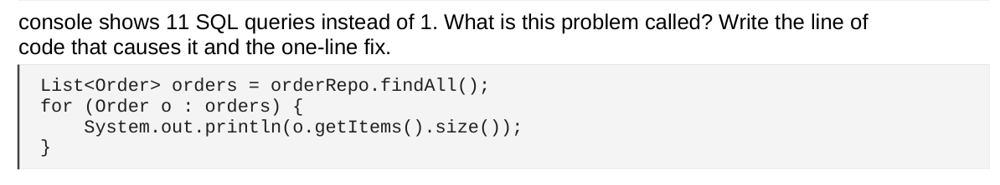 console shows 11 SQL queries instead of 1. What is this problem called? Write the line of
code that causes it and the one-line fix.
List<Order> orders = orderRepo.findAll();
for (Order o : orders) {
    System.out.println(o.getItems().size());
}